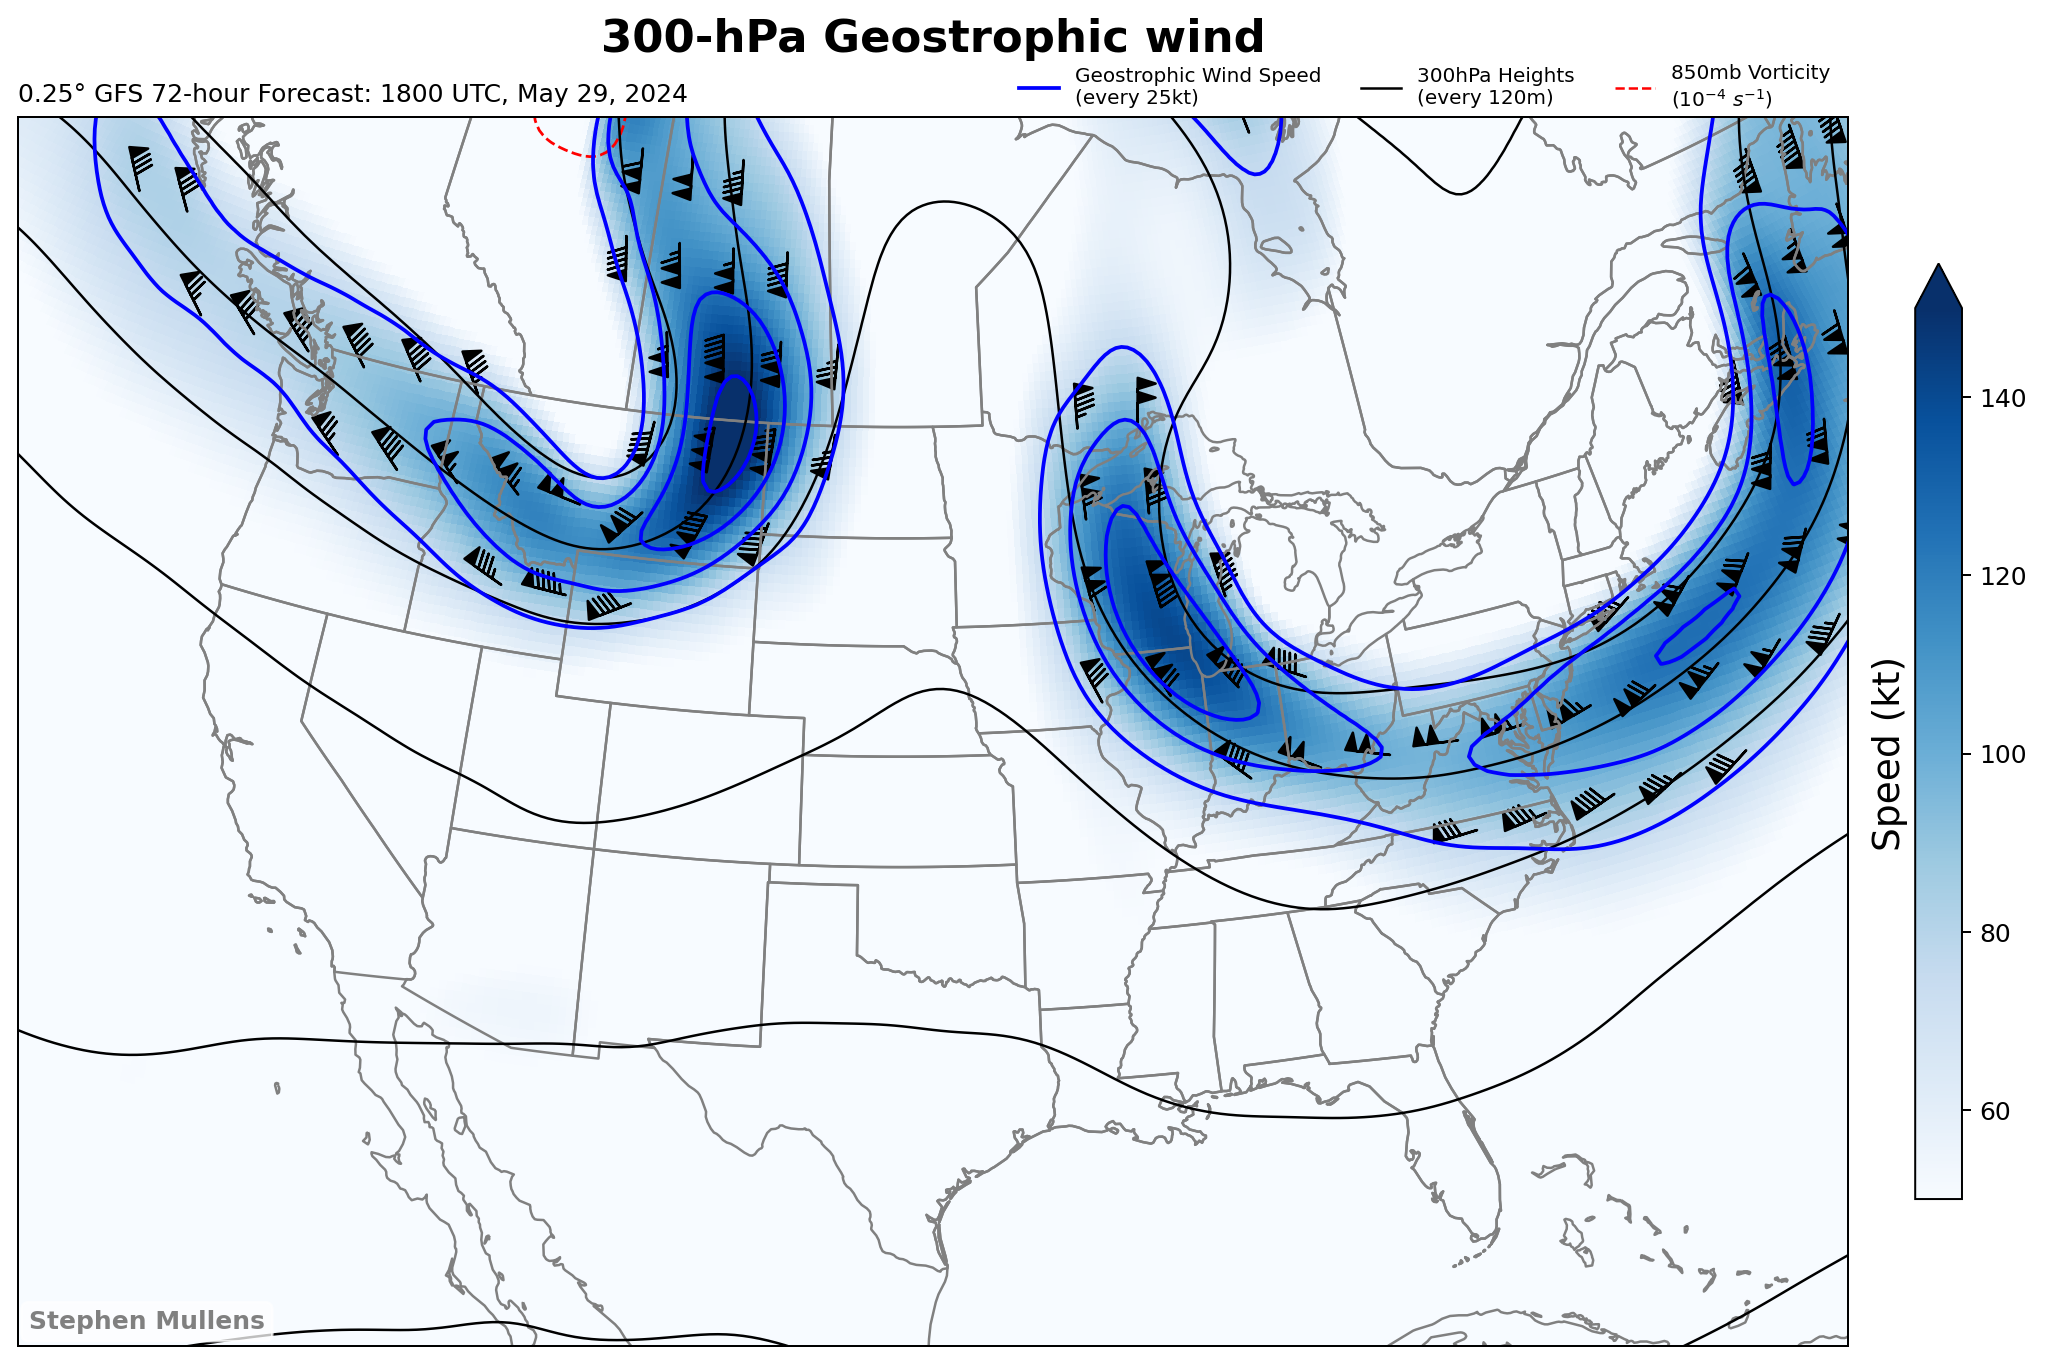 300-hPa Geostrophic wind
0.25° GFS 72-hour Forecast: 1800 UTC, May 29, 2024
Geostrophic Wind Speed
(every 25kt)
300hPa Heights
(every 120m)
850mb Vorticity
(10⁻⁴ s⁻¹)
140
120
100
80
60
Speed (kt)
Stephen Mullens